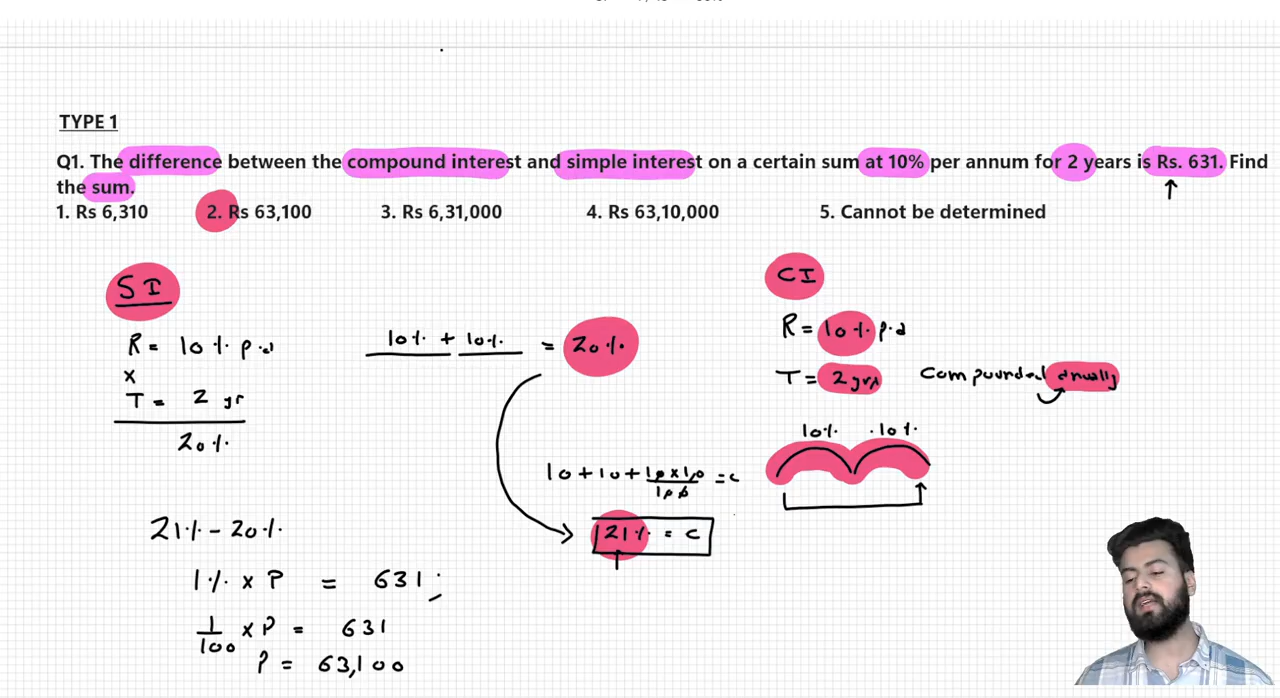 TYPE 1
Q1. The difference between the compound interest and simple interest on a certain sum at 10% per annum for 2 years is Rs. 631. Find
the sum.
1. Rs 6,310 2. Rs 63,100 3. Rs 6,31,000 4. Rs 63,10,000 5. Cannot be determined
SI
CI
R = 10% p.a
10% + 10% = 20%
R = 10% p.a
×
T = 2 yr
T = 2 yrs Compounded anually
20%
10% 10%
10 + 10 + 10 × 10 / 100 = C
21% = C
21% - 20%
1% × P = 631
1/100 × P = 631
P = 63,100